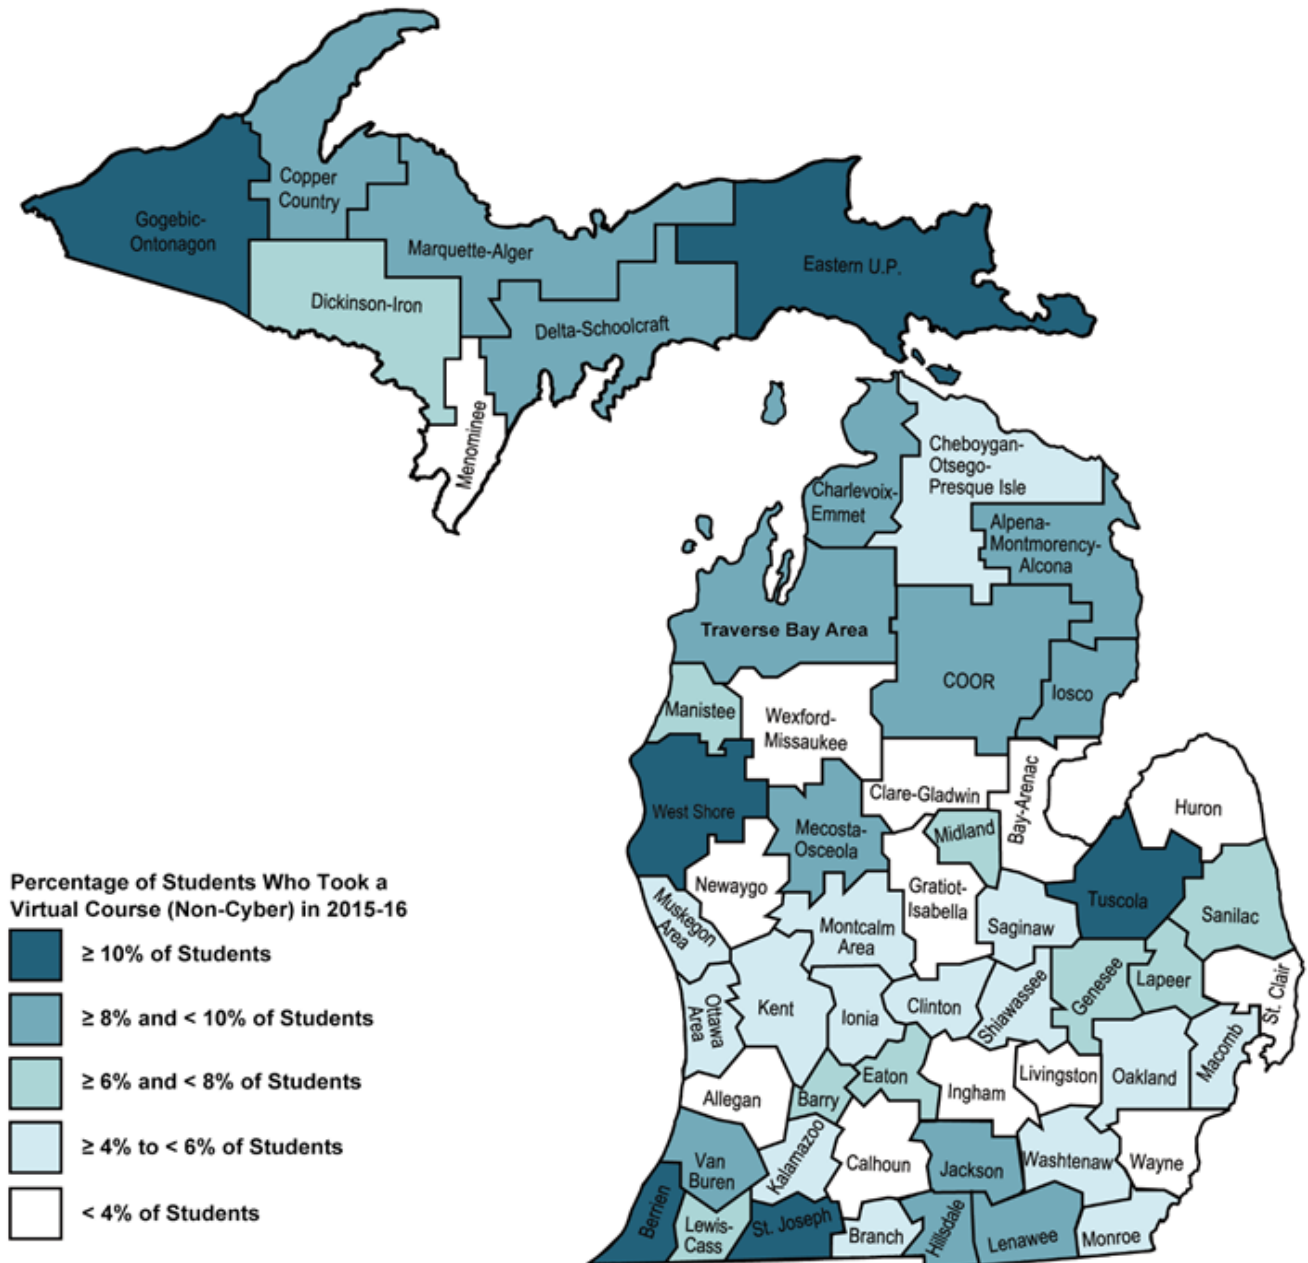 Copper
Country
Gogebic-
Ontonagon
Marquette-Alger
Eastern U.P.
Dickinson-Iron
Delta-Schoolcraft
Menominee
Cheboygan-
Otsego-
Presque Isle
Charlevoix-
Emmet
Alpena-
Montmorency-
Alcona
Traverse Bay Area
COOR
Iosco
Manistee
Wexford-
Missaukee
Clare-Gladwin
Bay-Arenac
Huron
West Shore
Mecosta-
Osceola
Midland
Newaygo
Gratiot-
Isabella
Tuscola
Sanilac
Muskegon
Area
Montcalm
Area
Saginaw
Percentage of Students Who Took a
Virtual Course (Non-Cyber) in 2015-16
≥ 10% of Students
≥ 8% and < 10% of Students
≥ 6% and < 8% of Students
≥ 4% to < 6% of Students
< 4% of Students
Ottawa
Area
Kent
Ionia
Clinton
Shiawassee
Genesee
Lapeer
St. Clair
Allegan
Barry
Eaton
Ingham
Livingston
Oakland
Macomb
Van
Buren
Kalamazoo
Calhoun
Jackson
Washtenaw
Wayne
Berrien
Lewis-
Cass
St. Joseph
Branch
Hillsdale
Lenawee
Monroe